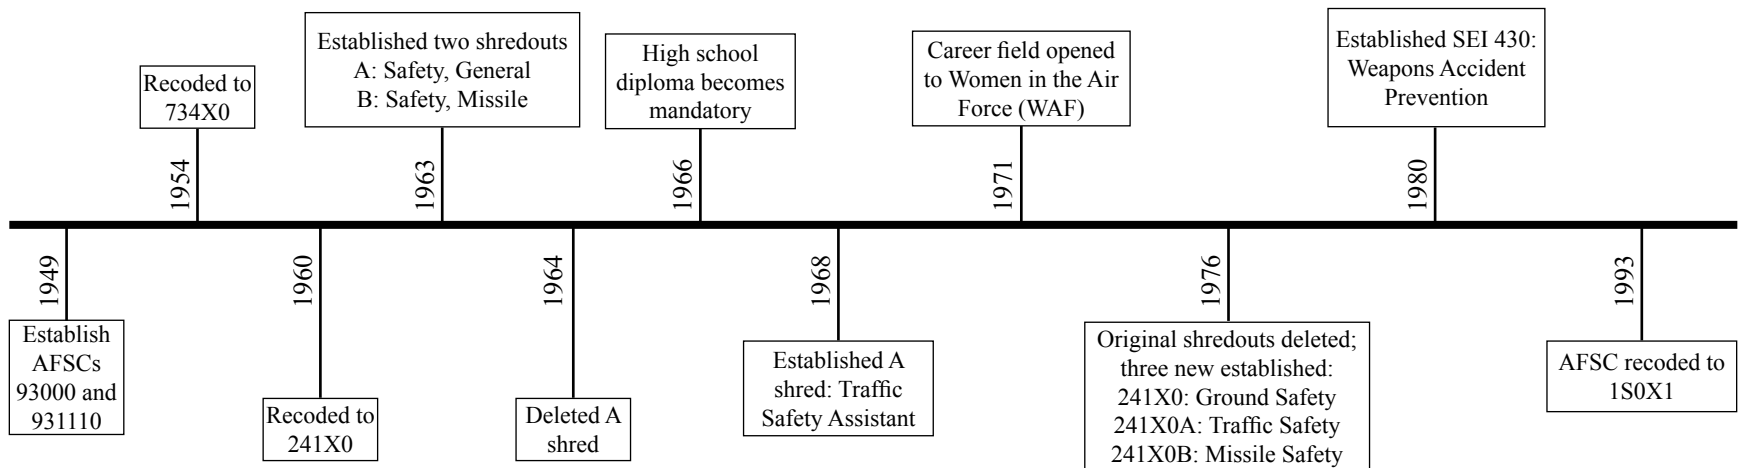 1949
Establish
AFSCs
93000 and
931110
1954
Recoded to
734X0
1960
Recoded to
241X0
1963
Established two shredouts
A: Safety, General
B: Safety, Missile
1964
Deleted A
shred
1966
High school
diploma becomes
mandatory
1968
Established A
shred: Traffic
Safety Assistant
1971
Career field opened
to Women in the Air
Force (WAF)
1976
Original shredouts deleted;
three new established:
241X0: Ground Safety
241X0A: Traffic Safety
241X0B: Missile Safety
1980
Established SEI 430:
Weapons Accident
Prevention
1993
AFSC recoded to
1S0X1